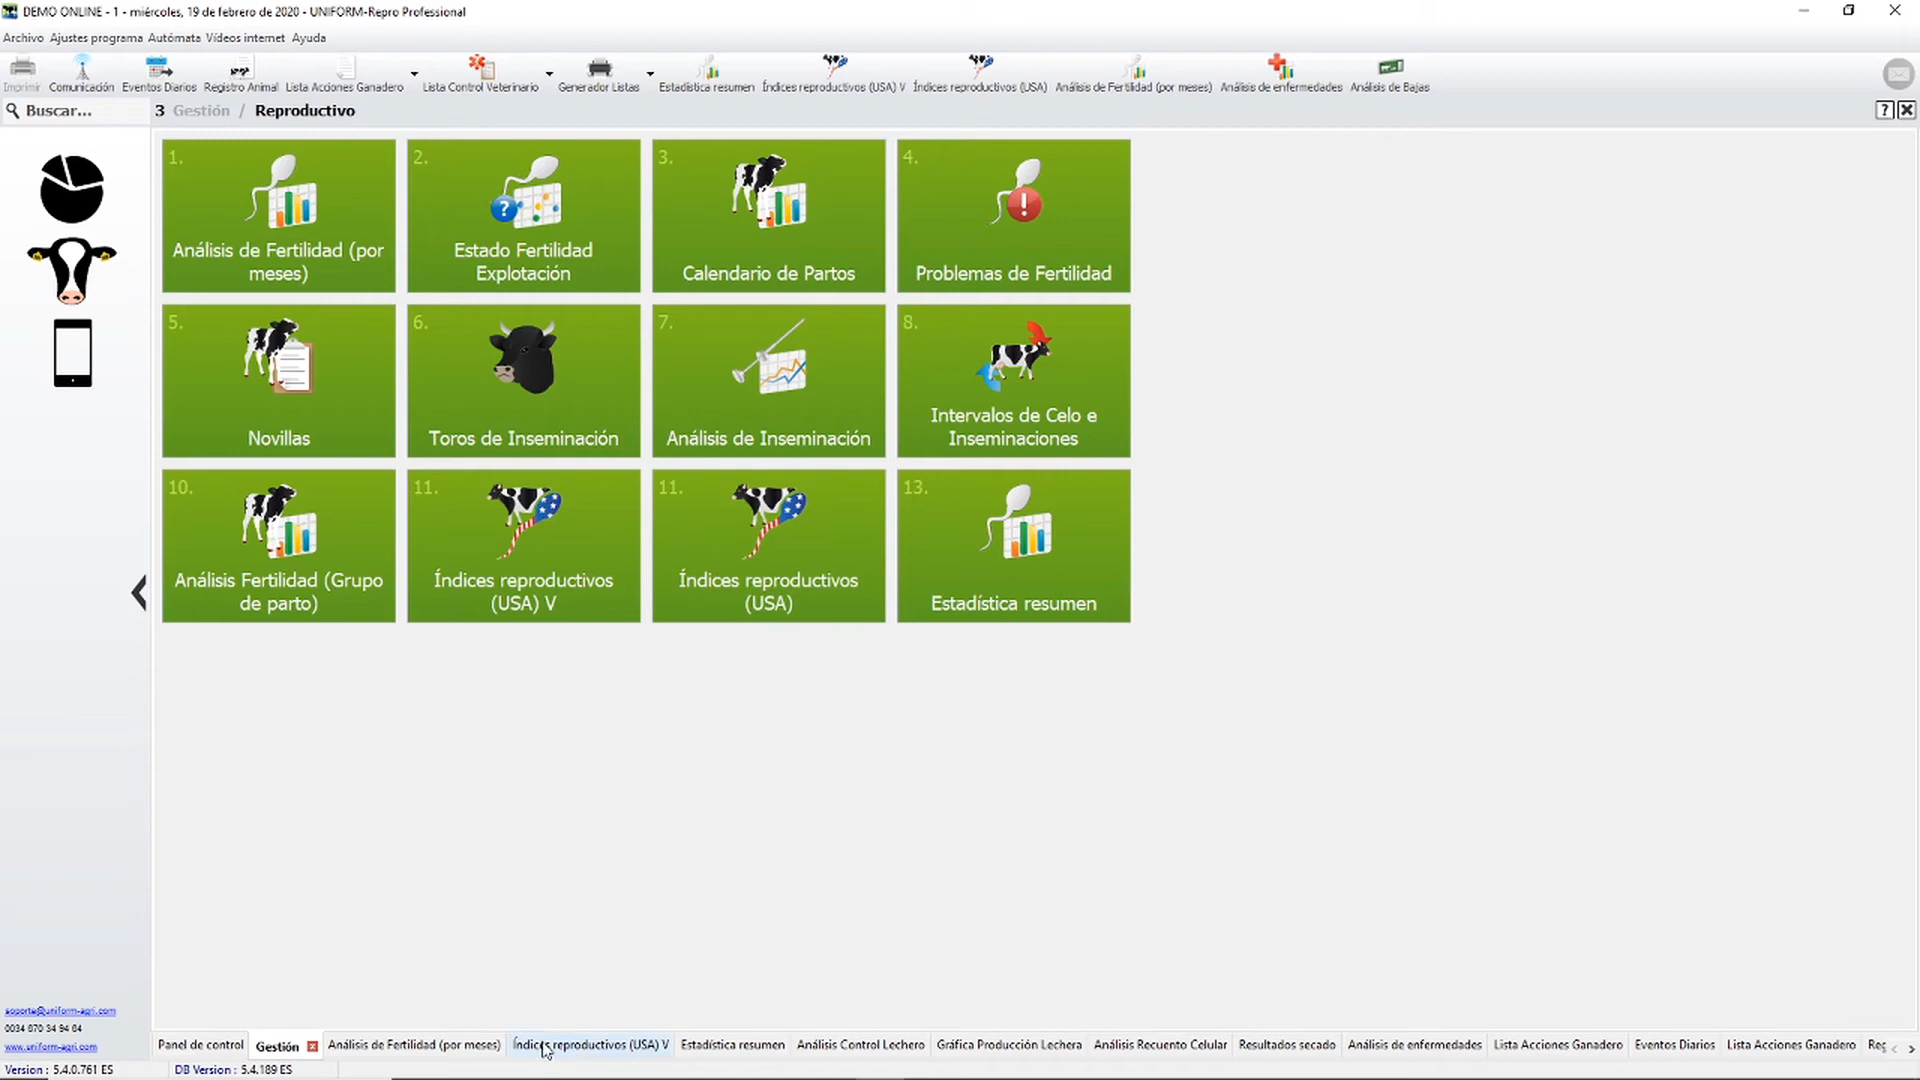 DEMO ONLINE - 1 - miércoles, 19 de febrero de 2020 - UNIFORM-Repro Professional
Archivo Ajustes programa Autómata Vídeos internet Ayuda
Imprimir Comunicación Eventos Diarios Registro Animal Lista Acciones Ganadero Lista Control Veterinario Generador Listas Estadística resumen Índices reproductivos (USA) V Índices reproductivos (USA) Análisis de Fertilidad (por meses) Análisis de enfermedades Análisis de Bajas
Buscar... 3 Gestión / Reproductivo ?
1.
Análisis de Fertilidad (por
meses)
2.
Estado Fertilidad
Explotación
3.
Calendario de Partos
4.
Problemas de Fertilidad
5.
Novillas
6.
Toros de Inseminación
7.
Análisis de Inseminación
8.
Intervalos de Celo e
Inseminaciones
10.
Análisis Fertilidad (Grupo
de parto)
11.
Índices reproductivos
(USA) V
11.
Índices reproductivos
(USA)
13.
Estadística resumen
soporte@uniform-agri.com
0034 670 34 94 64
www.uniform-agri.com
Panel de control Gestión Análisis de Fertilidad (por meses) Índices reproductivos (USA) V Estadística resumen Análisis Control Lechero Gráfica Producción Lechera Análisis Recuento Celular Resultados secado Análisis de enfermedades Lista Acciones Ganadero Eventos Diarios Lista Acciones Ganadero
Version : 5.4.0.761 ES DB Version : 5.4.189 ES